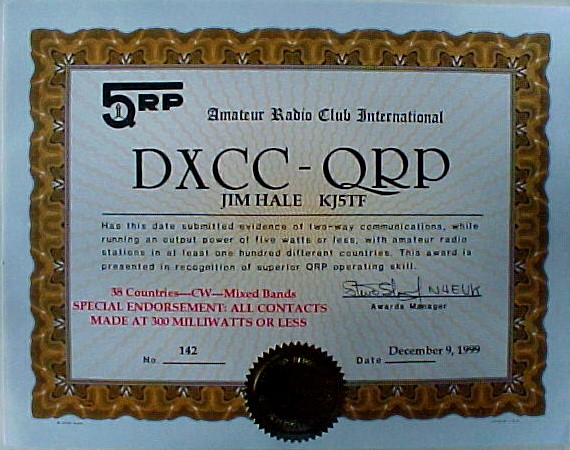 QRP
Amateur Radio Club International
DXCC-QRP
JIM HALE KJ5TF
Has this date submitted evidence of two-way communications, while
running an output power of five watts or less, with amateur radio
stations in at least one hundred different countries. This award is
presented in recognition of superior QRP operating skill.
38 Countries—CW—Mixed Bands
SPECIAL ENDORSEMENT: ALL CONTACTS
MADE AT 300 MILLIWATTS OR LESS
N4EUK
Awards Manager
No. 142
Date December 9, 1999